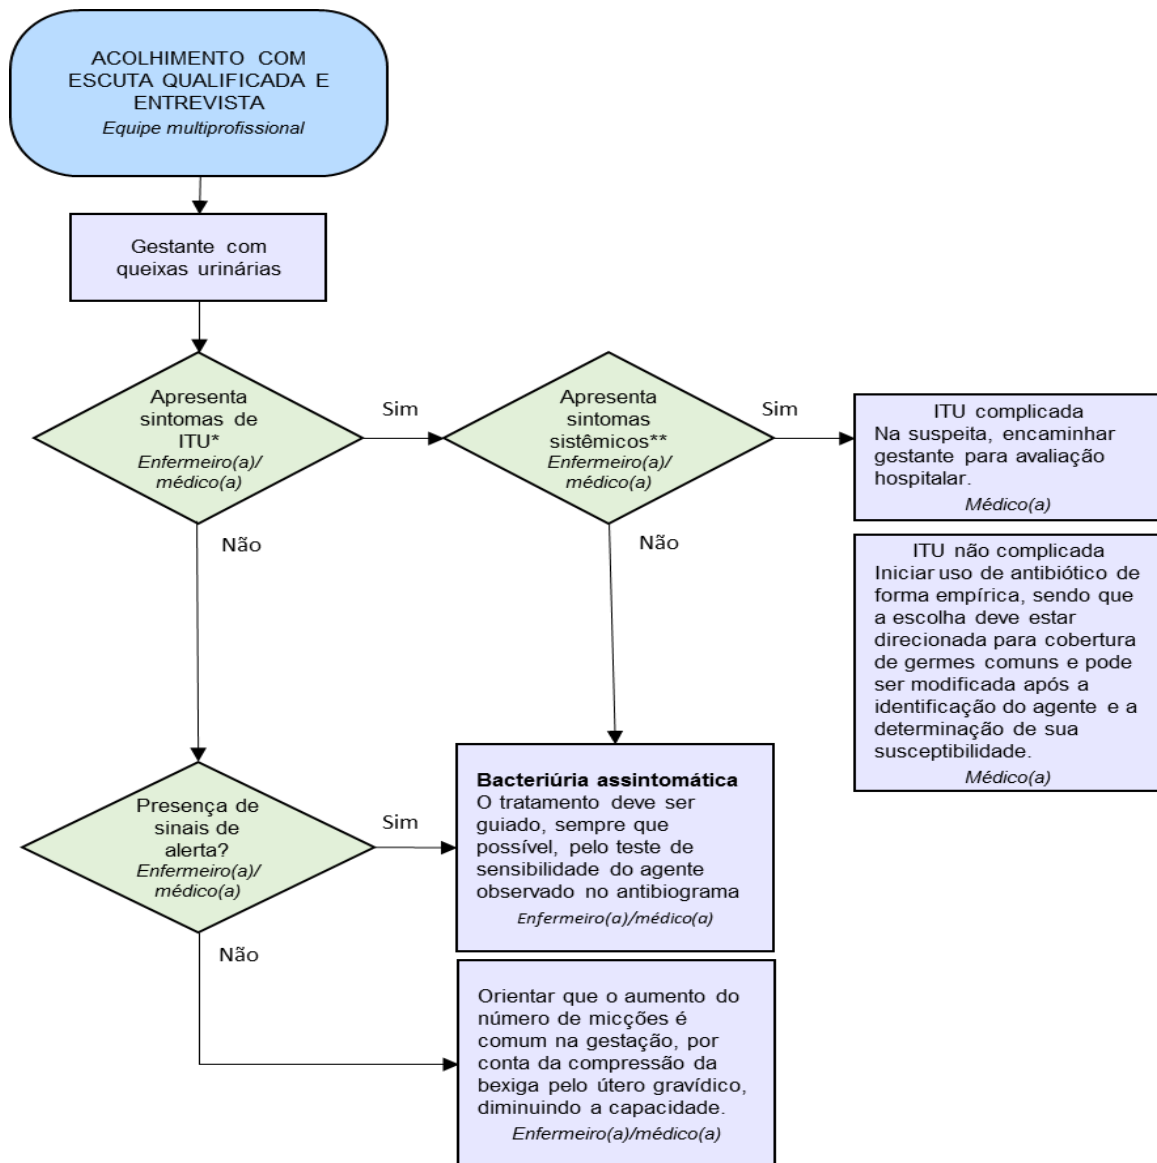 ACOLHIMENTO COM
ESCUTA QUALIFICADA E
ENTREVISTA
Equipe multiprofissional
Gestante com
queixas urinárias
Apresenta
sintomas de
ITU*
Enfermeiro(a)/
médico(a)
Sim
Apresenta
sintomas
sistêmicos**
Enfermeiro(a)/
médico(a)
Sim
ITU complicada
Na suspeita, encaminhar
gestante para avaliação
hospitalar.
Médico(a)
Não
Não
ITU não complicada
Iniciar uso de antibiótico de
forma empírica, sendo que
a escolha deve estar
direcionada para cobertura
de germes comuns e pode
ser modificada após a
identificação do agente e a
determinação de sua
susceptibilidade.
Médico(a)
Presença de
sinais de
alerta?
Enfermeiro(a)/
médico(a)
Sim
Bacteriúria assintomática
O tratamento deve ser
guiado, sempre que
possível, pelo teste de
sensibilidade do agente
observado no antibiograma
Enfermeiro(a)/médico(a)
Não
Orientar que o aumento do
número de micções é
comum na gestação, por
conta da compressão da
bexiga pelo útero gravídico,
diminuindo a capacidade.
Enfermeiro(a)/médico(a)